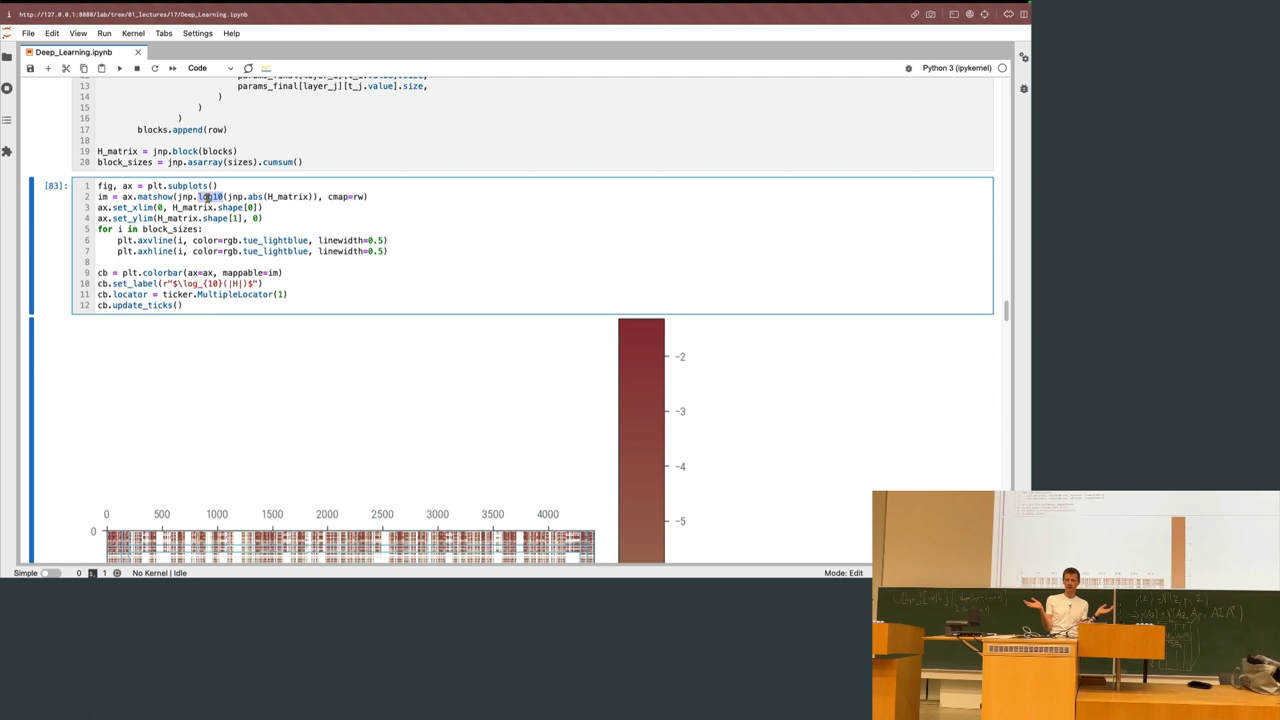 http://127.0.0.1:8888/lab/tree/01_lectures/17/Deep_Learning.ipynb
File Edit View Run Kernel Tabs Settings Help
Deep_Learning.ipynb
Code
Python 3 (ipykernel)
13 params_final[layer_j][t_j.value].size,
14 )
15 )
16 )
17 blocks.append(row)
18
19 H_matrix = jnp.block(blocks)
20 block_sizes = jnp.asarray(sizes).cumsum()
[83]:
1 fig, ax = plt.subplots()
2 im = ax.matshow(jnp.log10(jnp.abs(H_matrix)), cmap=rw)
3 ax.set_xlim(0, H_matrix.shape[0])
4 ax.set_ylim(H_matrix.shape[1], 0)
5 for i in block_sizes:
6 plt.axvline(i, color=rgb.tue_lightblue, linewidth=0.5)
7 plt.axhline(i, color=rgb.tue_lightblue, linewidth=0.5)
8
9 cb = plt.colorbar(ax=ax, mappable=im)
10 cb.set_label(r"$\log_{10}(|H|)$")
11 cb.locator = ticker.MultipleLocator(1)
12 cb.update_ticks()
-2
-3
-4
-5
0 500 1000 1500 2000 2500 3000 3500 4000
0
Simple 0 1 No Kernel | Idle
Mode: Edit